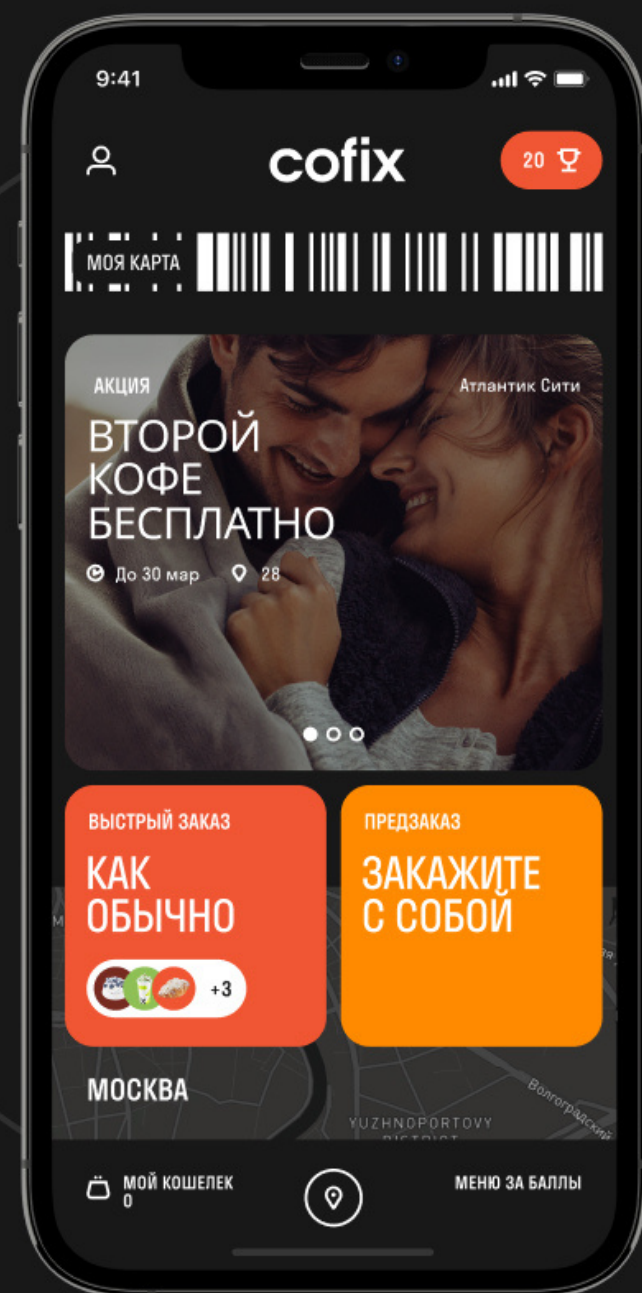 9:41
cofix
20
МОЯ КАРТА
АКЦИЯ
Атлантик Сити
ВТОРОЙ
КОФЕ
БЕСПЛАТНО
До 30 мар
28
ВЫСТРЫЙ ЗАКАЗ
КАК
ОБЫЧНО
+3
ПРЕДЗАКАЗ
ЗАКАЖИТЕ
С СОБОЙ
МОСКВА
Волгоградский
YUZHNOPORTOVY
DISTRICT
МОЙ КОШЕЛЕК
0
МЕНЮ ЗА БАЛЛЫ